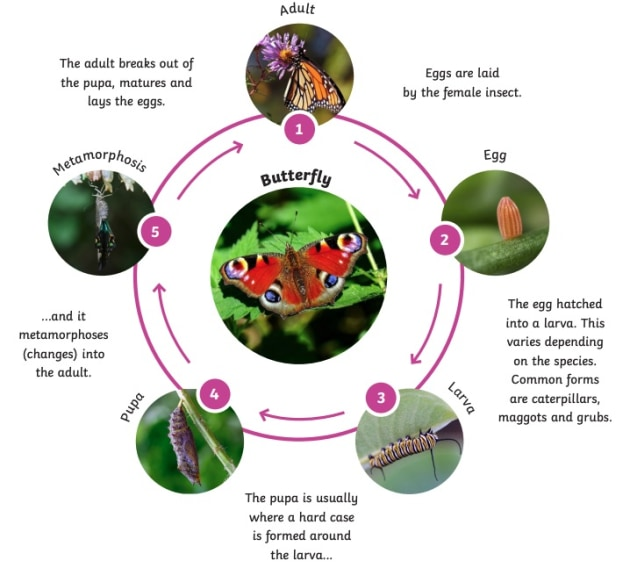 Adult
1
Eggs are laid
by the female insect.
Egg
2
The egg hatched
into a larva. This
varies depending
on the species.
Common forms
are caterpillars,
maggots and grubs.
Larva
3
The pupa is usually
where a hard case
is formed around
the larva...
Pupa
4
...and it
metamorphoses
(changes) into
the adult.
Metamorphosis
5
The adult breaks out of
the pupa, matures and
lays the eggs.
Butterfly